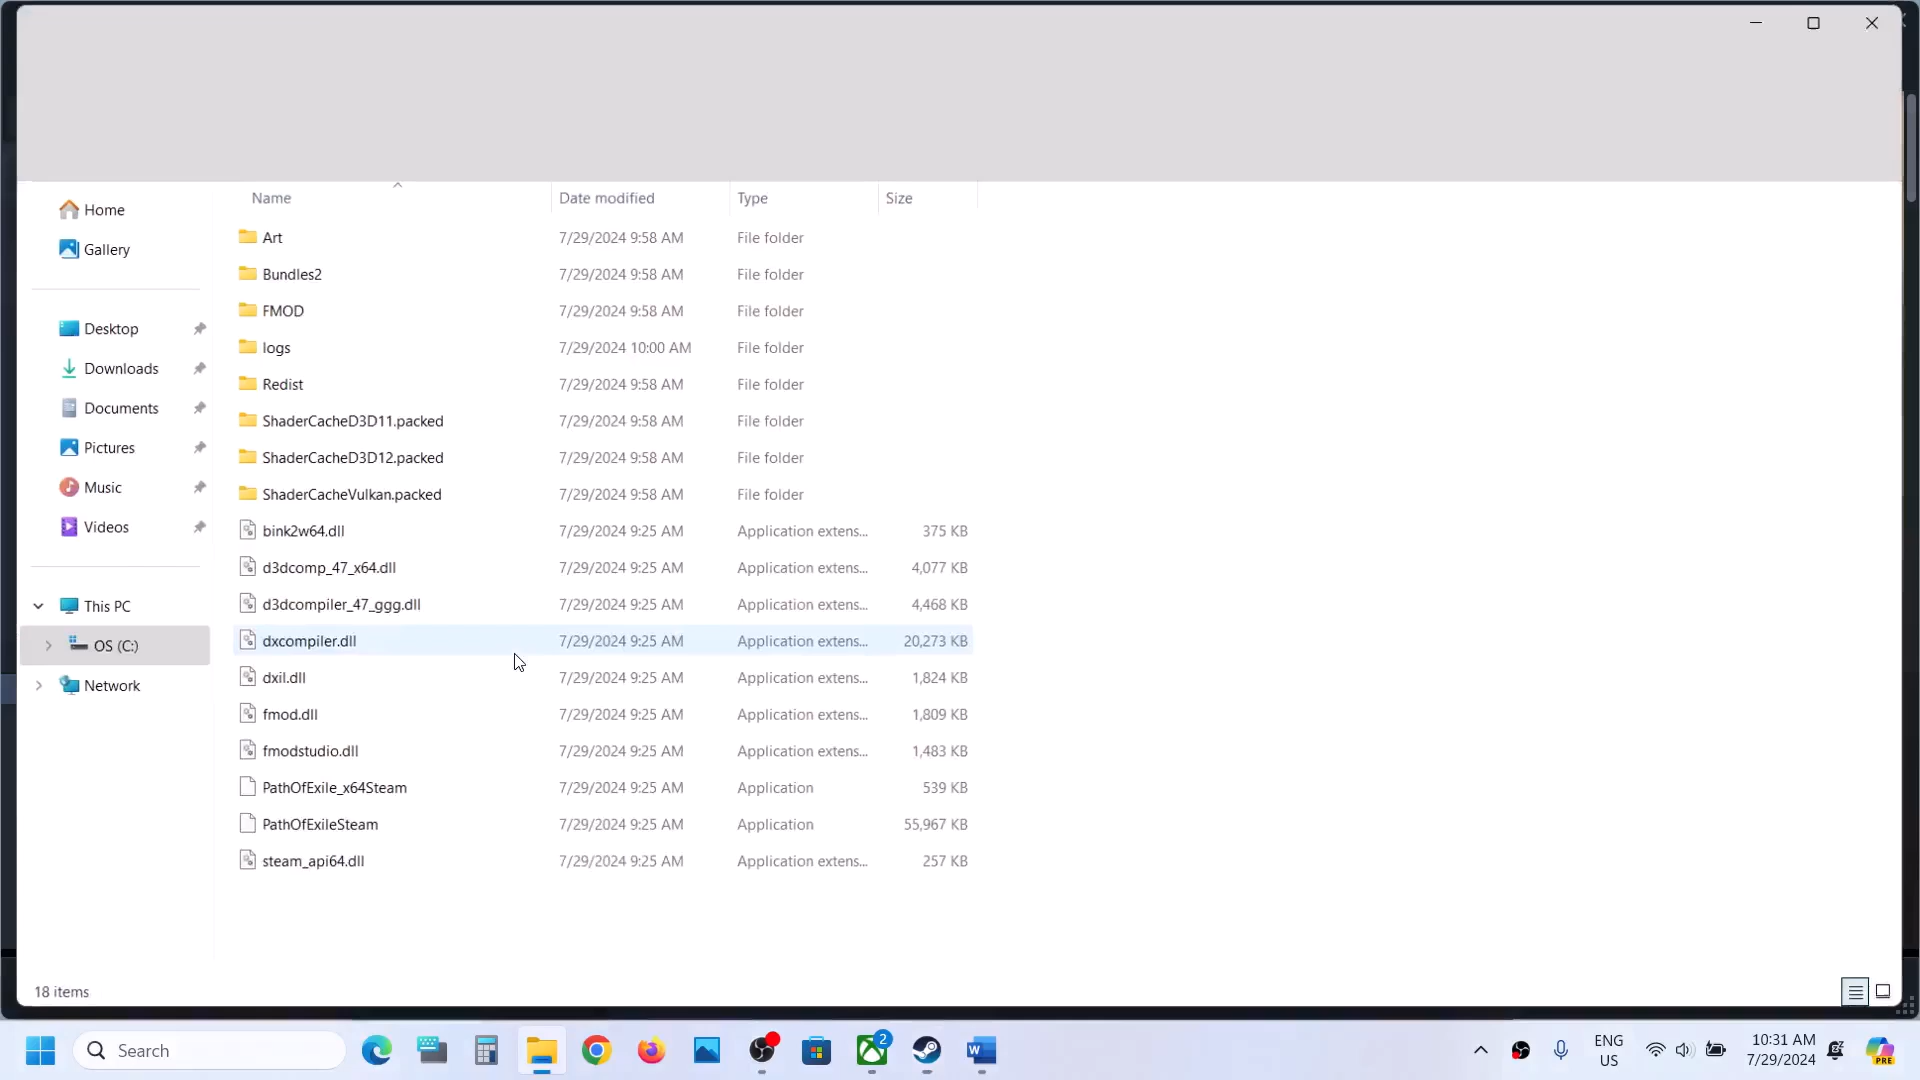 Name Date modified Type Size
Home
Gallery
Desktop
Downloads
Documents
Pictures
Music
Videos
This PC
OS (C:)
Network
Art 7/29/2024 9:58 AM File folder
Bundles2 7/29/2024 9:58 AM File folder
FMOD 7/29/2024 9:58 AM File folder
logs 7/29/2024 10:00 AM File folder
Redist 7/29/2024 9:58 AM File folder
ShaderCacheD3D11.packed 7/29/2024 9:58 AM File folder
ShaderCacheD3D12.packed 7/29/2024 9:58 AM File folder
ShaderCacheVulkan.packed 7/29/2024 9:58 AM File folder
bink2w64.dll 7/29/2024 9:25 AM Application extens... 375 KB
d3dcomp_47_x64.dll 7/29/2024 9:25 AM Application extens... 4,077 KB
d3dcompiler_47_ggg.dll 7/29/2024 9:25 AM Application extens... 4,468 KB
dxcompiler.dll 7/29/2024 9:25 AM Application extens... 20,273 KB
dxil.dll 7/29/2024 9:25 AM Application extens... 1,824 KB
fmod.dll 7/29/2024 9:25 AM Application extens... 1,809 KB
fmodstudio.dll 7/29/2024 9:25 AM Application extens... 1,483 KB
PathOfExile_x64Steam 7/29/2024 9:25 AM Application 539 KB
PathOfExileSteam 7/29/2024 9:25 AM Application 55,967 KB
steam_api64.dll 7/29/2024 9:25 AM Application extens... 257 KB
18 items
Search
2
W
ENG
US
10:31 AM
7/29/2024
PRE